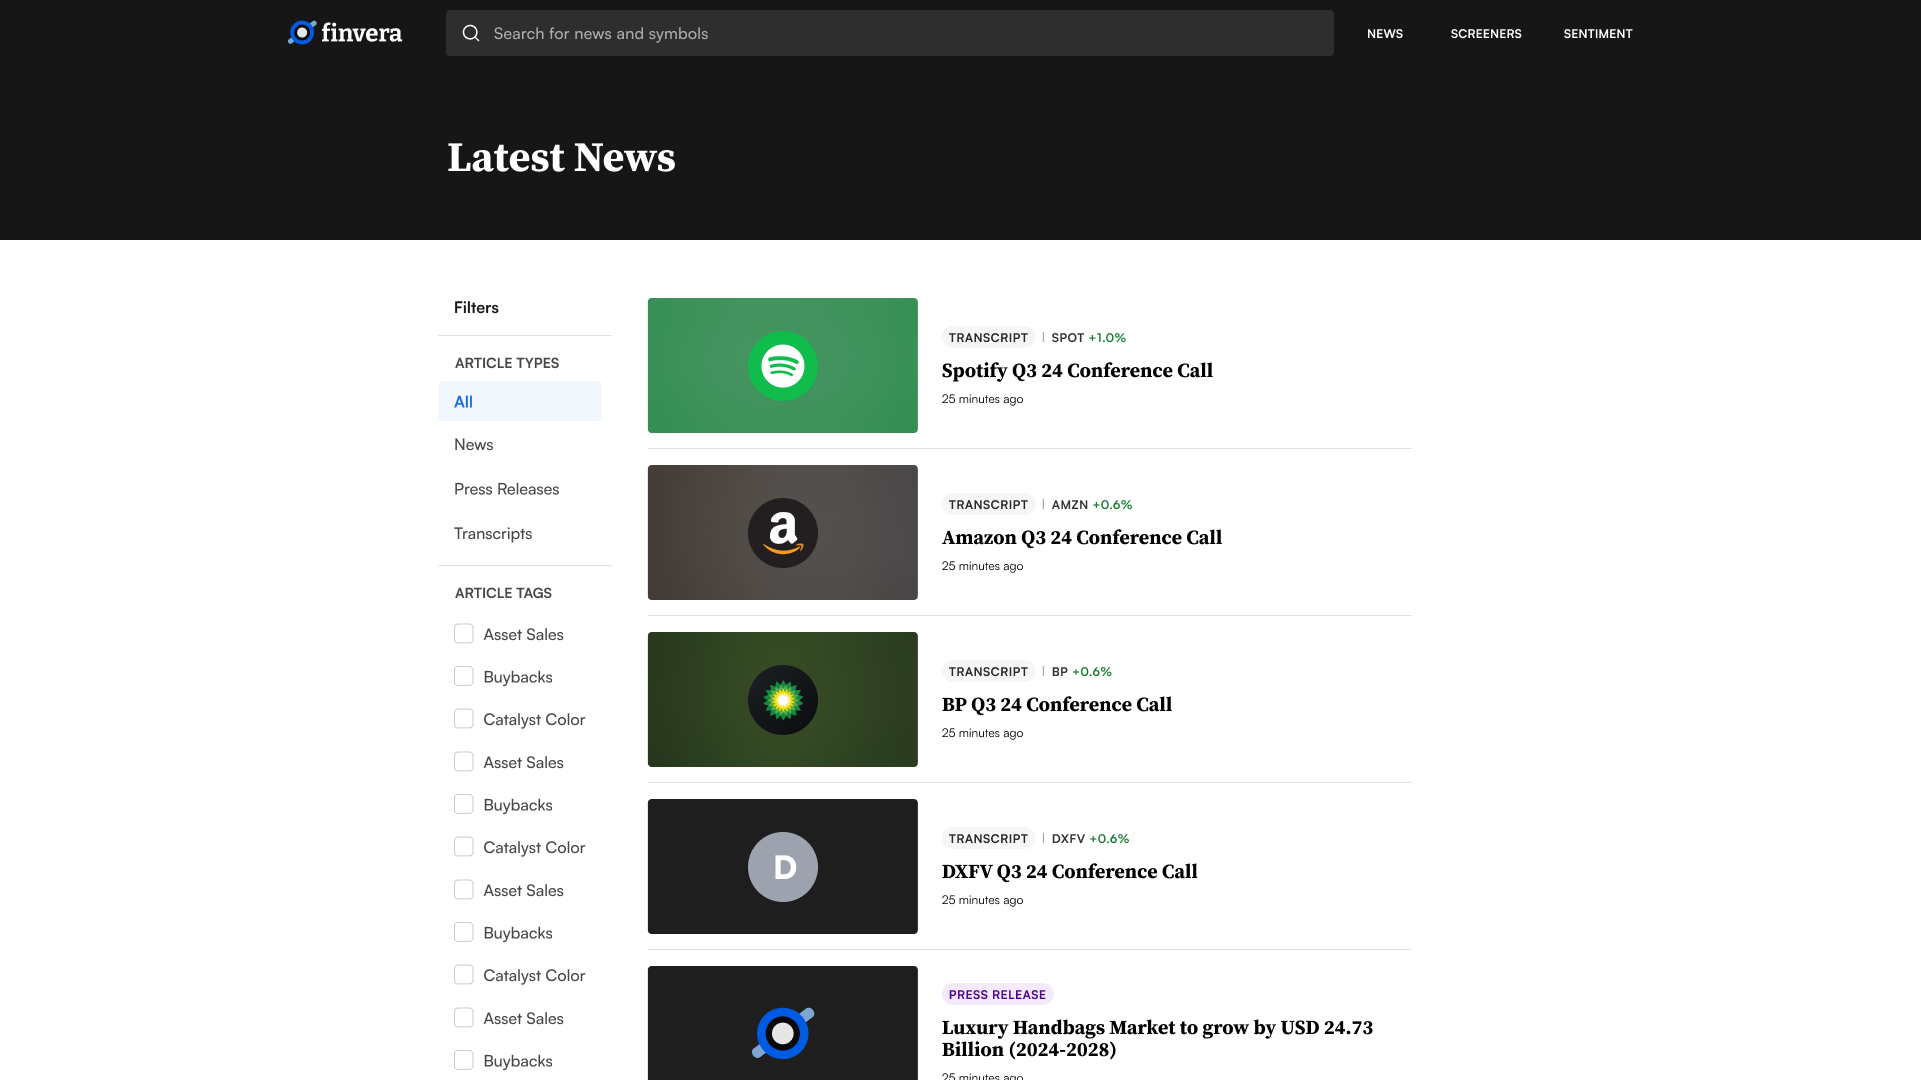 finvera
Search for news and symbols
NEWS
SCREENERS
SENTIMENT
Latest News
Filters
ARTICLE TYPES
All
News
Press Releases
Transcripts
ARTICLE TAGS
Asset Sales
Buybacks
Catalyst Color
Asset Sales
Buybacks
Catalyst Color
Asset Sales
Buybacks
Catalyst Color
Asset Sales
Buybacks
TRANSCRIPT | SPOT +1.0%
Spotify Q3 24 Conference Call
25 minutes ago
a
TRANSCRIPT | AMZN +0.6%
Amazon Q3 24 Conference Call
25 minutes ago
TRANSCRIPT | BP +0.6%
BP Q3 24 Conference Call
25 minutes ago
D
TRANSCRIPT | DXFV +0.6%
DXFV Q3 24 Conference Call
25 minutes ago
PRESS RELEASE
Luxury Handbags Market to grow by USD 24.73
Billion (2024-2028)
25 minutes ago